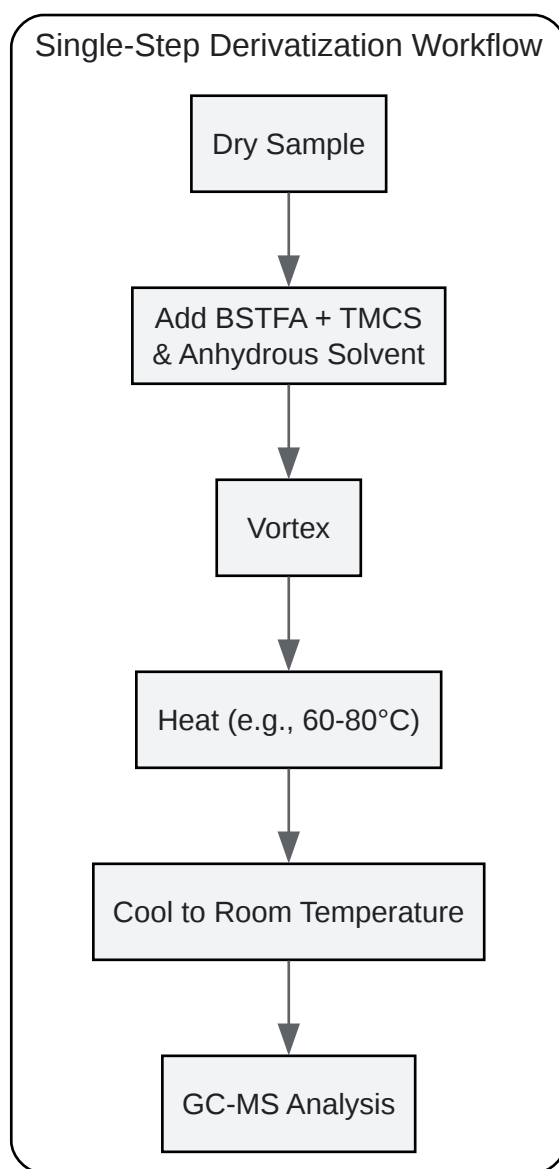 Single-Step Derivatization Workflow
Dry Sample
Add BSTFA + TMCS
& Anhydrous Solvent
Vortex
Heat (e.g., 60-80°C)
Cool to Room Temperature
GC-MS Analysis